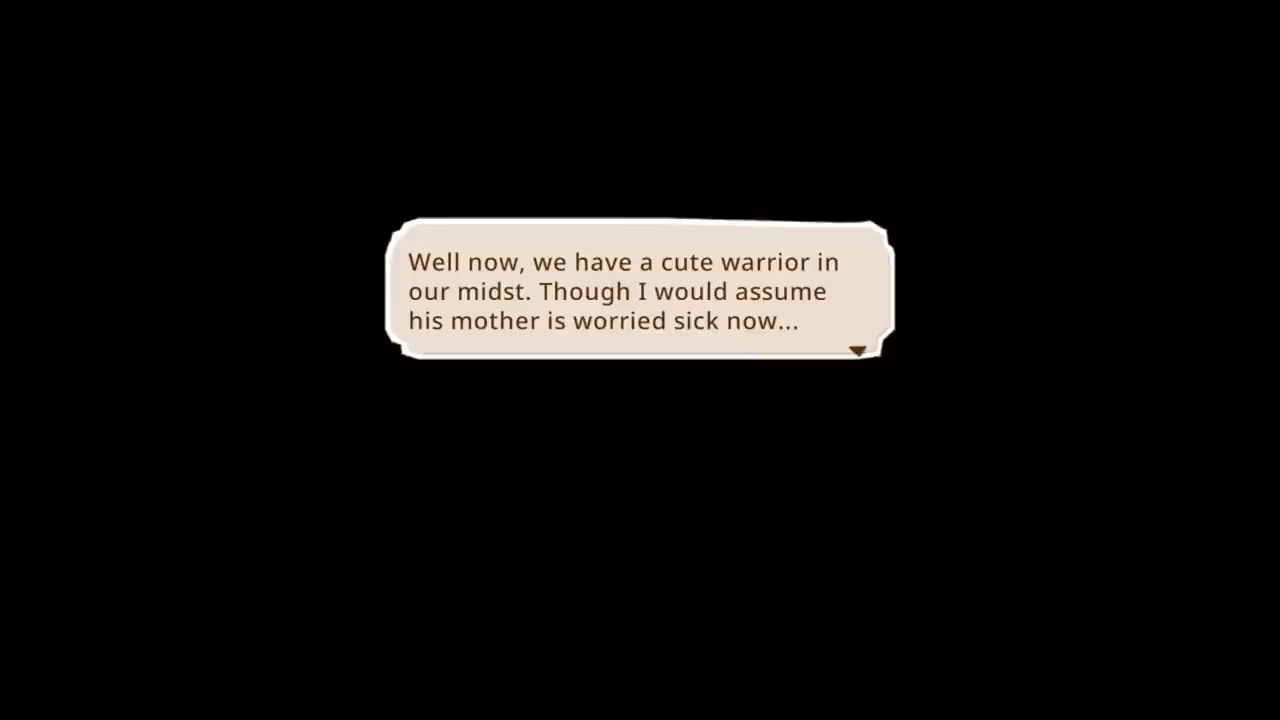 Well now, we have a cute warrior in
our midst. Though I would assume
his mother is worried sick now...